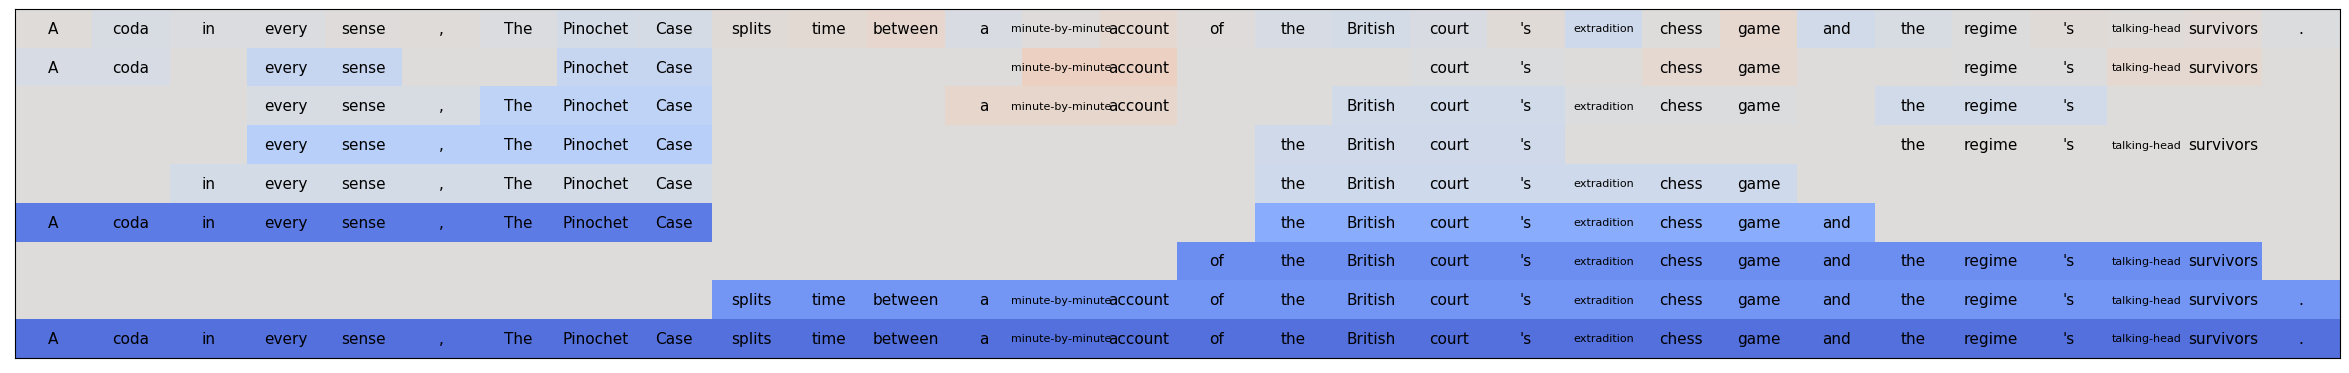 A coda in every sense , The Pinochet Case splits time between a minute-by-minute account of the British court 's extradition chess game and the regime 's talking-head survivors .
A coda every sense Pinochet Case minute-by-minute account court 's chess game regime 's talking-head survivors
every sense , The Pinochet Case a minute-by-minute account British court 's extradition chess game the regime 's
every sense , The Pinochet Case the British court 's the regime 's talking-head survivors
in every sense , The Pinochet Case the British court 's extradition chess game
A coda in every sense , The Pinochet Case the British court 's extradition chess game and
of the British court 's extradition chess game and the regime 's talking-head survivors
splits time between a minute-by-minute account of the British court 's extradition chess game and the regime 's talking-head survivors .
A coda in every sense , The Pinochet Case splits time between a minute-by-minute account of the British court 's extradition chess game and the regime 's talking-head survivors .